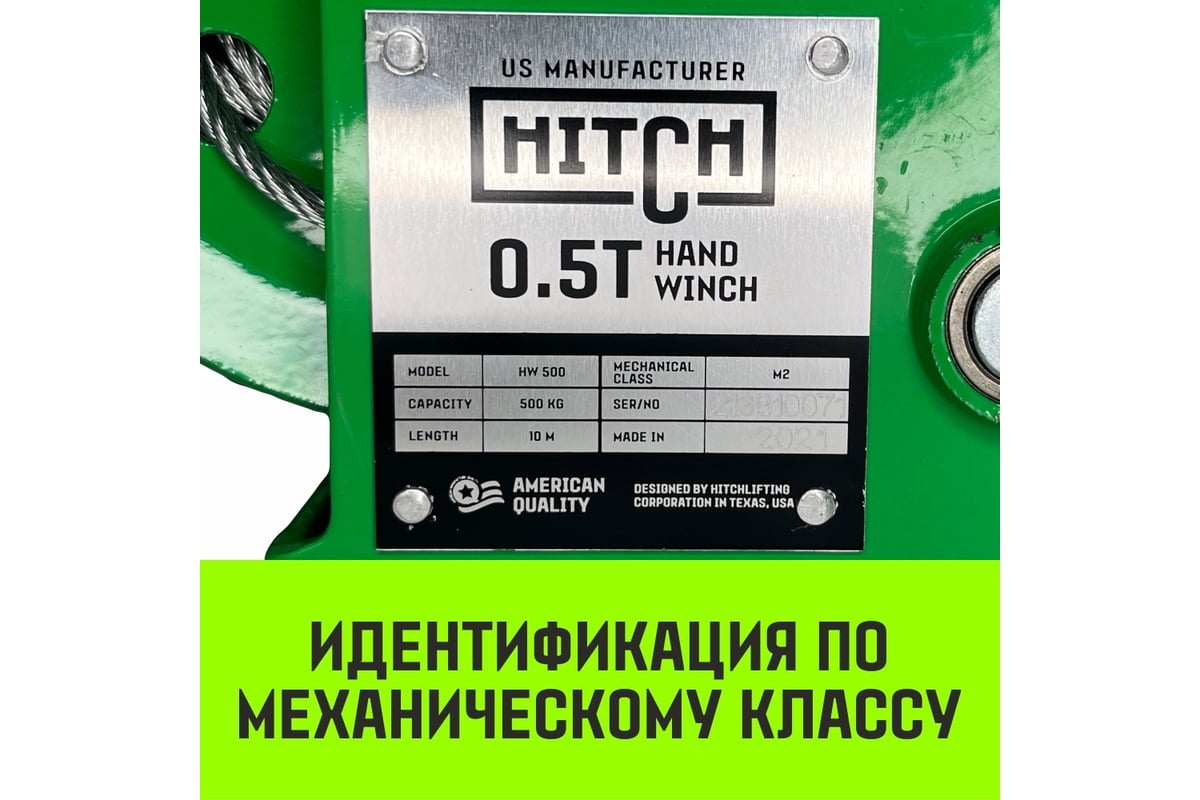 US MANUFACTURER
HITCH
0.5T HAND WINCH
MODEL HW 500 MECHANICAL CLASS M2
CAPACITY 500 KG SER/NO
LENGTH 10 M MADE IN 2021
AMERICAN QUALITY
DESIGNED BY HITCHLIFTING
CORPORATION IN TEXAS, USA
ИДЕНТИФИКАЦИЯ ПО
МЕХАНИЧЕСКОМУ КЛАССУ